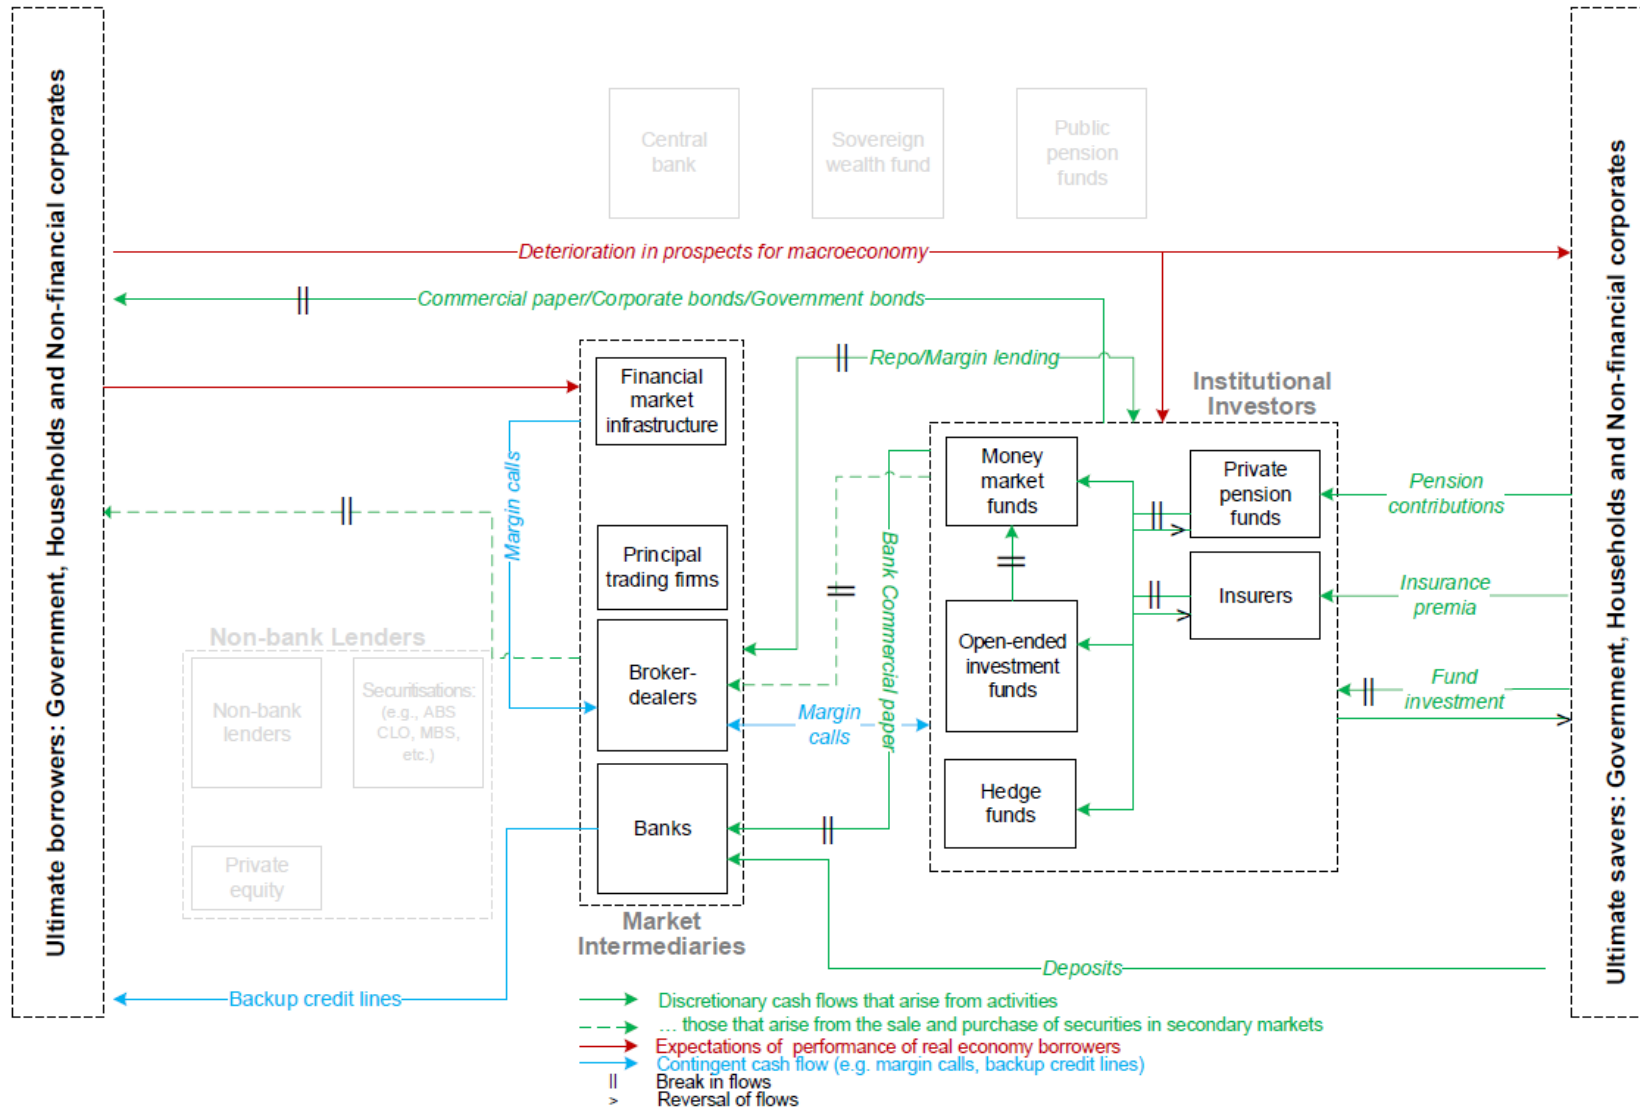 Ultimate borrowers: Government, Households and Non-financial corporates
Central
bank
Sovereign
wealth fund
Public
pension
funds
Deterioration in prospects for macroeconomy
Commercial paper/Corporate bonds/Government bonds
Repo/Margin lending
Financial
market
infrastructure
Margin calls
Principal
trading firms
Broker-
dealers
Banks
Market
Intermediaries
Non-bank Lenders
Non-bank
lenders
Securitisations:
(e.g., ABS
CLO, MBS,
etc.)
Private
equity
Backup credit lines
Bank Commercial paper
Margin
calls
Institutional
Investors
Money
market
funds
Private
pension
funds
Insurers
Open-ended
investment
funds
Hedge
funds
Pension
contributions
Insurance
premia
Fund
investment
Deposits
Ultimate savers: Government, Households and Non-financial corporates
Discretionary cash flows that arise from activities
... those that arise from the sale and purchase of securities in secondary markets
Expectations of performance of real economy borrowers
Contingent cash flow (e.g. margin calls, backup credit lines)
|| Break in flows
> Reversal of flows